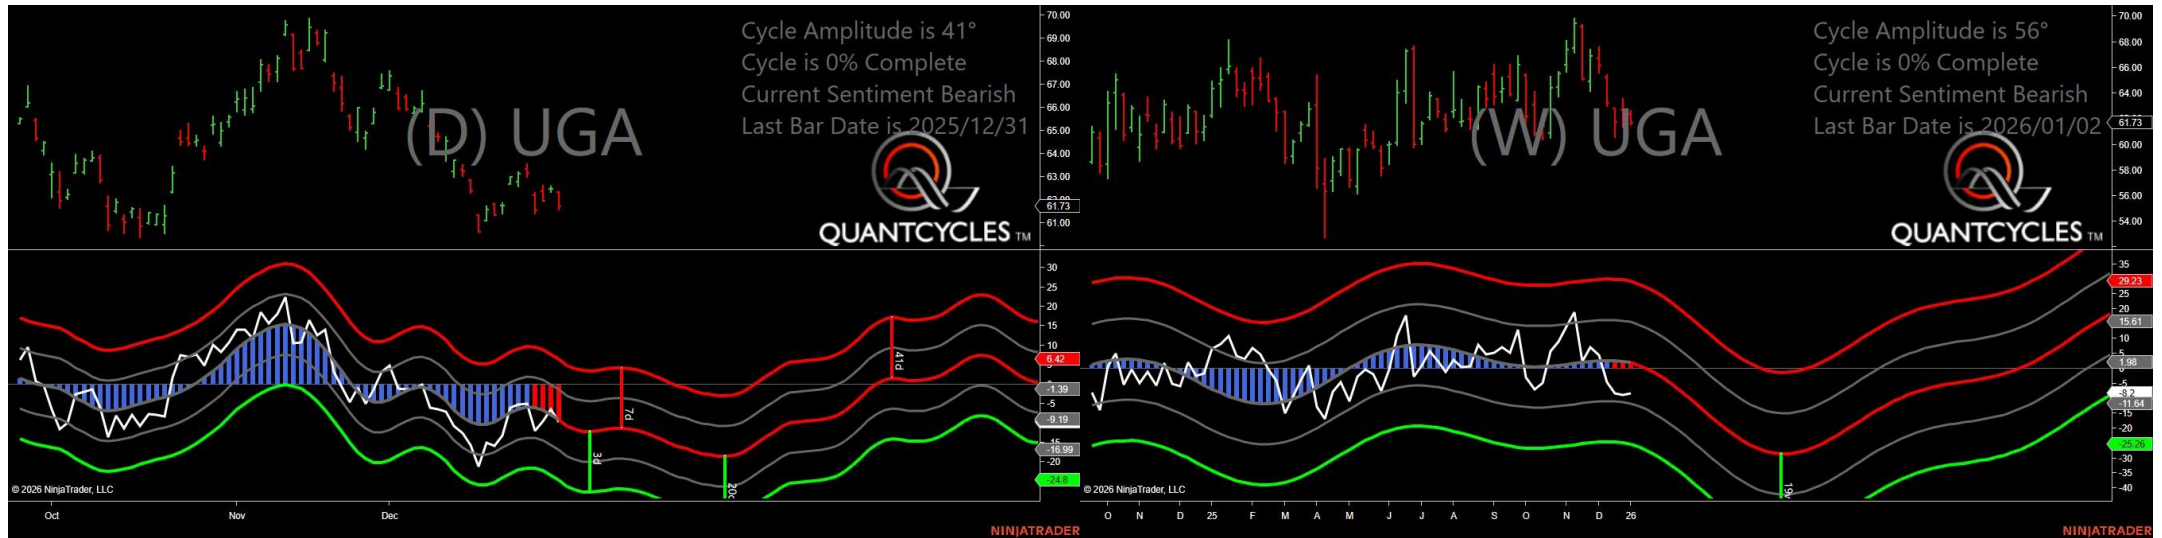 Cycle Amplitude is 41°
Cycle is 0% Complete
Current Sentiment Bearish
Last Bar Date is 2025/12/31
(D) UGA
QUANTCYCLES TM
70.00
69.00
68.00
67.00
66.00
65.00
64.00
63.00
61.73
61.00
30
25
20
15
10
6.42
-1.39
-5
-9.19
-16.99
-20
-24.8
7d
3d
20d
41d
© 2026 NinjaTrader, LLC
Oct Nov Dec
NINJATRADER
Cycle Amplitude is 56°
Cycle is 0% Complete
Current Sentiment Bearish
Last Bar Date is 2026/01/02
(W) UGA
QUANTCYCLES TM
70.00
68.00
66.00
64.00
61.73
60.00
58.00
56.00
54.00
35
29.23
25
15.61
10
5
1.98
-5
-8.2
-11.64
-15
-20
-25.26
-30
-35
-40
© 2026 NinjaTrader, LLC
O N D 25 F M A M J J A S O N D 26
NINJATRADER